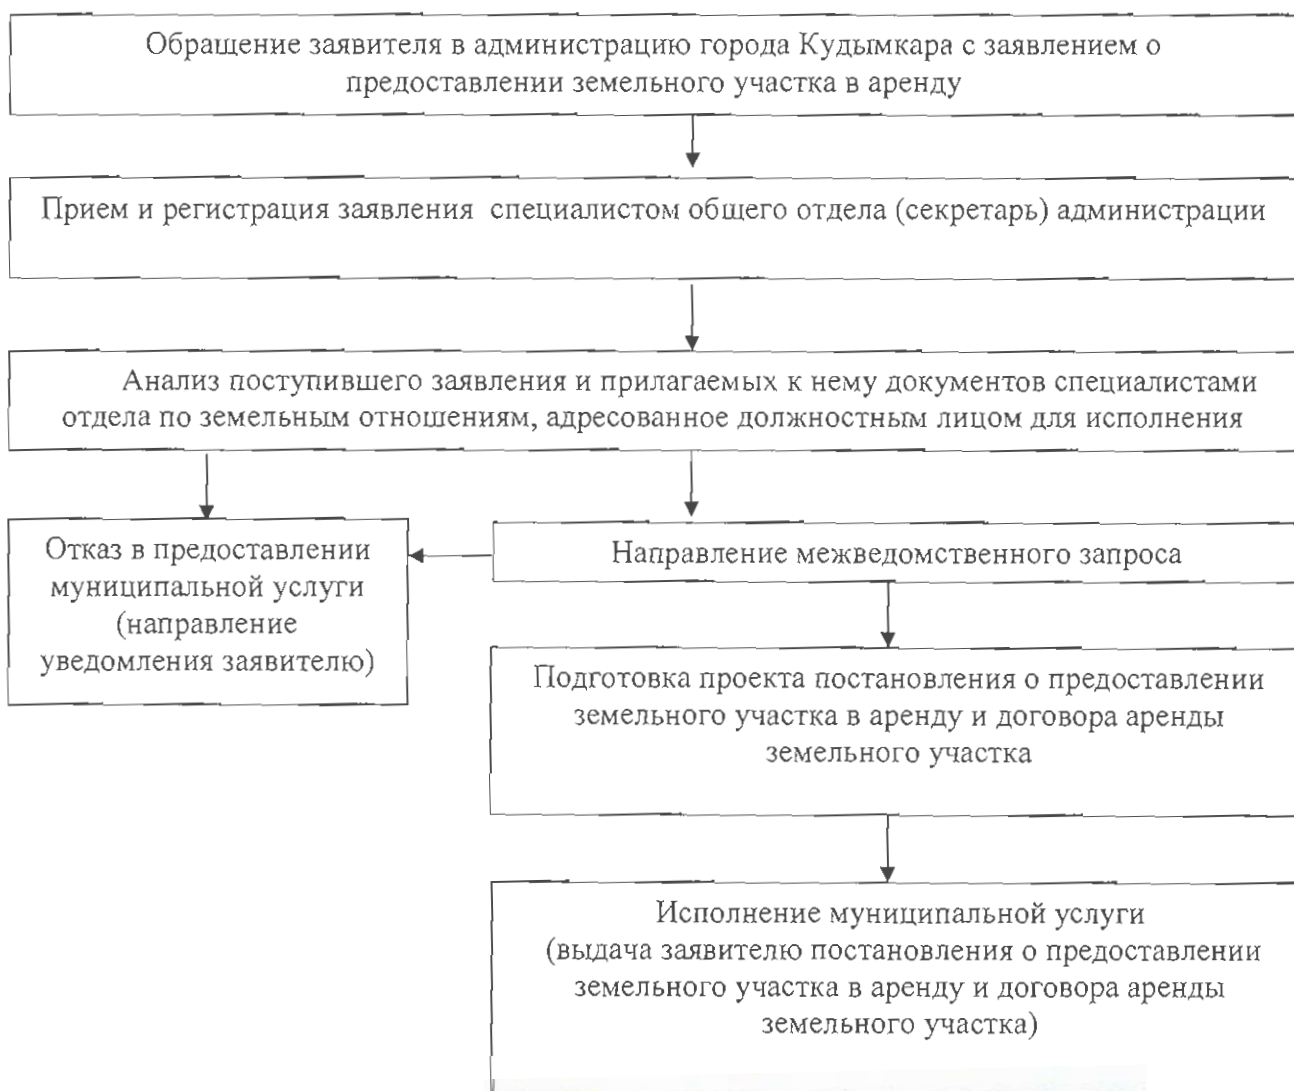 Обращение заявителя в администрацию города Кудымкара с заявлением о
предоставлении земельного участка в аренду
Прием и регистрация заявления специалистом общего отдела (секретарь) администрации
Анализ поступившего заявления и прилагаемых к нему документов специалистами
отдела по земельным отношениям, адресованное должностным лицом для исполнения
Отказ в предоставлении
муниципальной услуги
(направление
уведомления заявителю)
Направление межведомственного запроса
Подготовка проекта постановления о предоставлении
земельного участка в аренду и договора аренды
земельного участка
Исполнение муниципальной услуги
(выдача заявителю постановления о предоставлении
земельного участка в аренду и договора аренды
земельного участка)